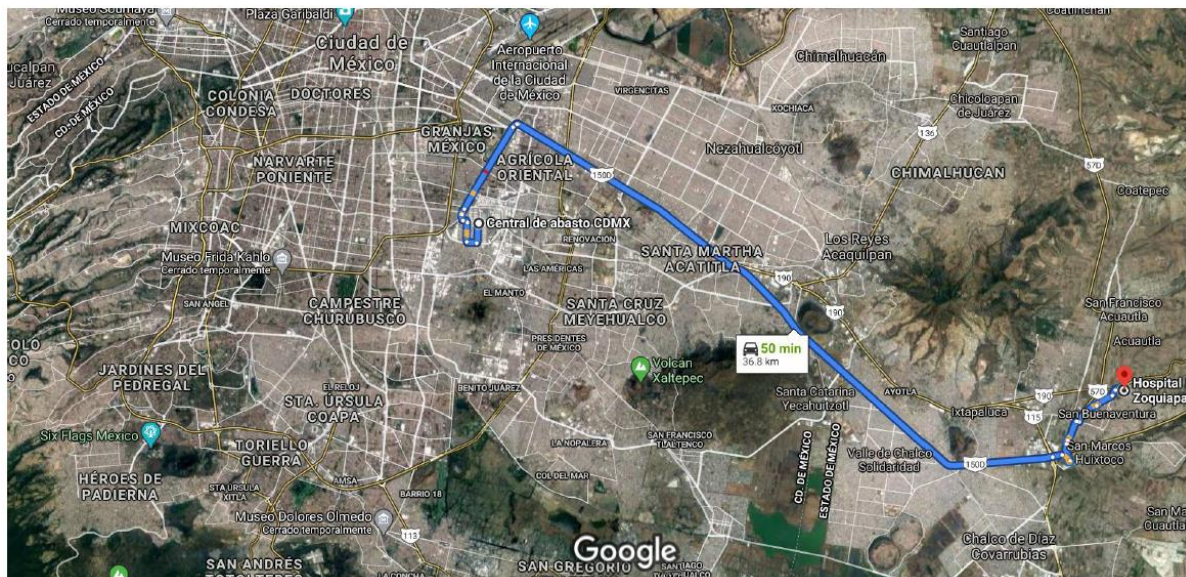 Museo Soumaya
Cerrado temporalmente
Plaza Garibaldi
Ciudad de
México
Aeropuerto
Internacional
de la Ciudad
de México
Santiago
Cuautlalpan
Chimalhuacán
Chicoloapan
de Juárez
ESTADO DE MÉXICO
CD. DE MÉXICO
COLONIA
CONDESA
DOCTORES
VIRGENCITAS
XOCHIACA
136
57D
GRANJAS
MÉXICO
AGRÍCOLA
ORIENTAL
150D
Nezahualcóyotl
CHIMALHUCAN
Coatepec
NARVARTE
PONIENTE
MIXCOAC
Central de abasto CDMX
RENOVACIÓN
Museo Frida Kahlo
Cerrado temporalmente
LAS AMÉRICAS
SANTA MARTHA
ACATITLA
Los Reyes
Acaquilpan
190
SAN ANGEL
EL MANTO
CAMPESTRE
CHURUBUSCO
SANTA CRUZ
MEYEHUALCO
190
San Francisco
Acuautla
PRESIDENTES
DE MÉXICO
50 min
36.8 km
Acuautla
JARDINES DEL
PEDREGAL
Volcán
Xaltepec
EL RELOJ
STA. ÚRSULA
COAPA
BENITO JUÁREZ
Santa Catarina
Yecahuitzotl
AYOTLA
190
57D
Hospital
Zoquiapa
Ixtapaluca
115
San Buenaventura
Six Flags México
TORIELLO
GUERRA
LA NOPALERA
SAN FRANCISCO
TLALTENCO
Valle de Chalco
Solidaridad
San Marcos
Huixtoco
150D
HÉROES DE
PADIERNA
STA URSULA
XITLA
AMSA
COL DEL MAR
BARRIO 18
CD. DE MÉXICO
ESTADO DE MÉXICO
Museo Dolores Olmedo
Cerrado temporalmente
113
Google
Chalco de Díaz
Covarrubias
SAN ANDRÉS
LA CONCHA
SAN GREGORIO
SANTIAGO